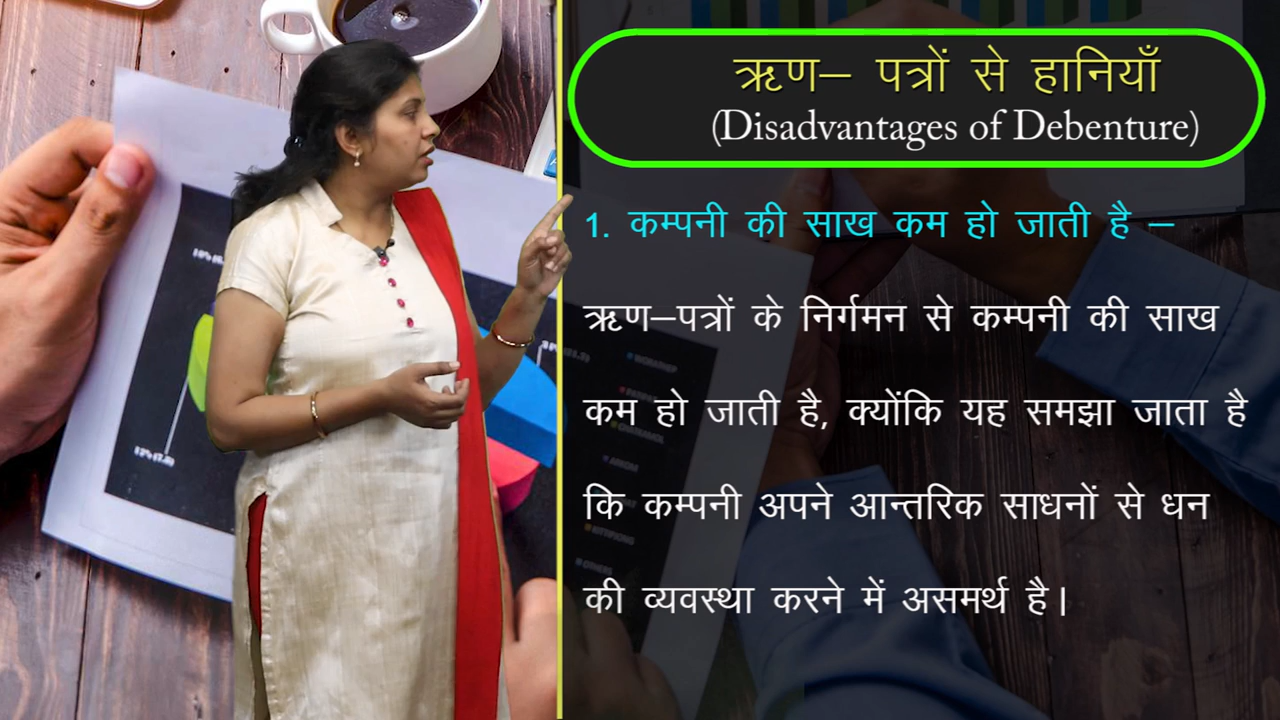 ऋण– पत्रों से हानियाँ
(Disadvantages of Debenture)
1. कम्पनी की साख कम हो जाती है –
ऋण–पत्रों के निर्गमन से कम्पनी की साख
कम हो जाती है, क्योंकि यह समझा जाता है
कि कम्पनी अपने आन्तरिक साधनों से धन
की व्यवस्था करने में असमर्थ है।